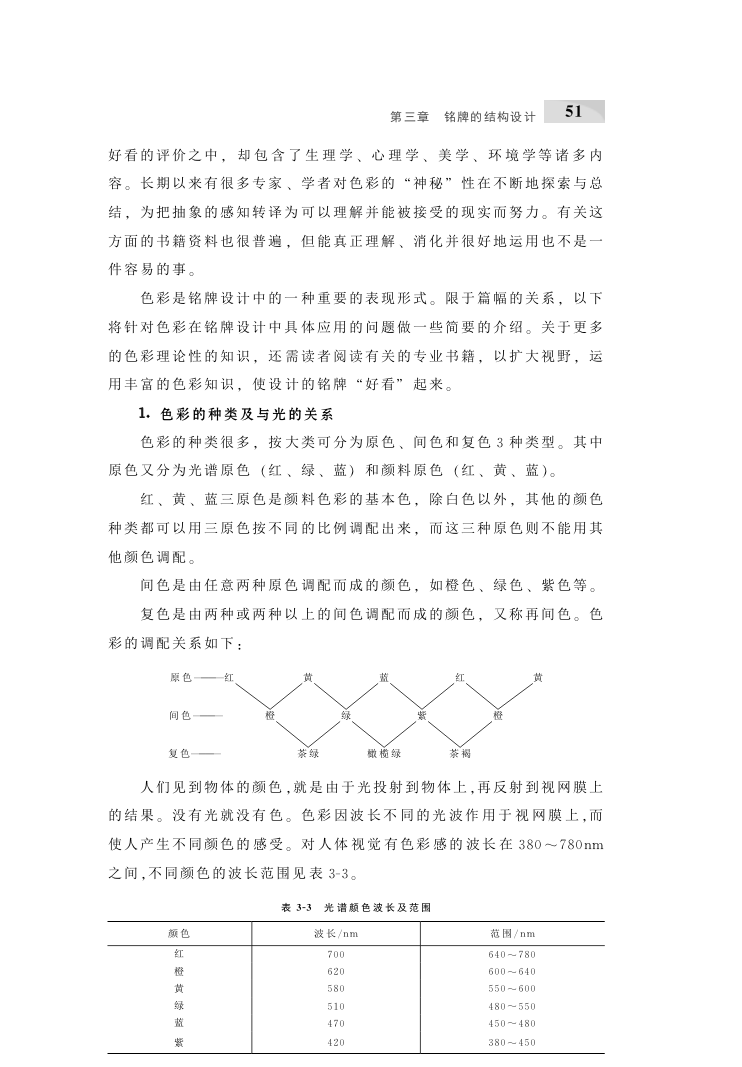 第三章　铭牌的结构设计　51
好看的评价之中，却包含了生理学、心理学、美学、环境学等诸多内
容。长期以来有很多专家、学者对色彩的“神秘”性在不断地探索与总
结，为把抽象的感知转译为可以理解并能被接受的现实而努力。有关这
方面的书籍资料也很普遍，但能真正理解、消化并很好地运用也不是一
件容易的事。
色彩是铭牌设计中的一种重要的表现形式。限于篇幅的关系，以下
将针对色彩在铭牌设计中具体应用的问题做一些简要的介绍。关于更多
的色彩理论性的知识，还需读者阅读有关的专业书籍，以扩大视野，运
用丰富的色彩知识，使设计的铭牌“好看”起来。
1. 色彩的种类及与光的关系
色彩的种类很多，按大类可分为原色、间色和复色 3 种类型。其中
原色又分为光谱原色（红、绿、蓝）和颜料原色（红、黄、蓝）。
红、黄、蓝三原色是颜料色彩的基本色，除白色以外，其他的颜色
种类都可以用三原色按不同的比例调配出来，而这三种原色则不能用其
他颜色调配。
间色是由任意两种原色调配而成的颜色，如橙色、绿色、紫色等。
复色是由两种或两种以上的间色调配而成的颜色，又称再间色。色
彩的调配关系如下：
原色——红　黄　蓝　红　黄
间色——　橙　绿　紫　橙
复色——　茶绿　橄榄绿　茶褐
人们见到物体的颜色,就是由于光投射到物体上,再反射到视网膜上
的结果。没有光就没有色。色彩因波长不同的光波作用于视网膜上,而
使人产生不同颜色的感受。对人体视觉有色彩感的波长在 380～780nm
之间,不同颜色的波长范围见表 3-3。
表 3-3　光谱颜色波长及范围
颜色　波长/nm　范围/nm
红　700　640～780
橙　620　600～640
黄　580　550～600
绿　510　480～550
蓝　470　450～480
紫　420　380～450